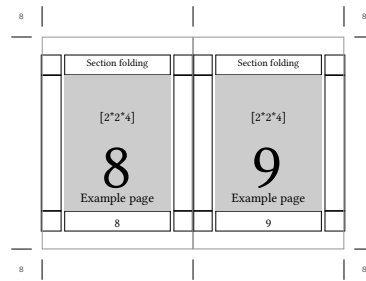 8 8
Section folding Section folding
[2*2*4] [2*2*4]
8 9
Example page Example page
8 9
8 8